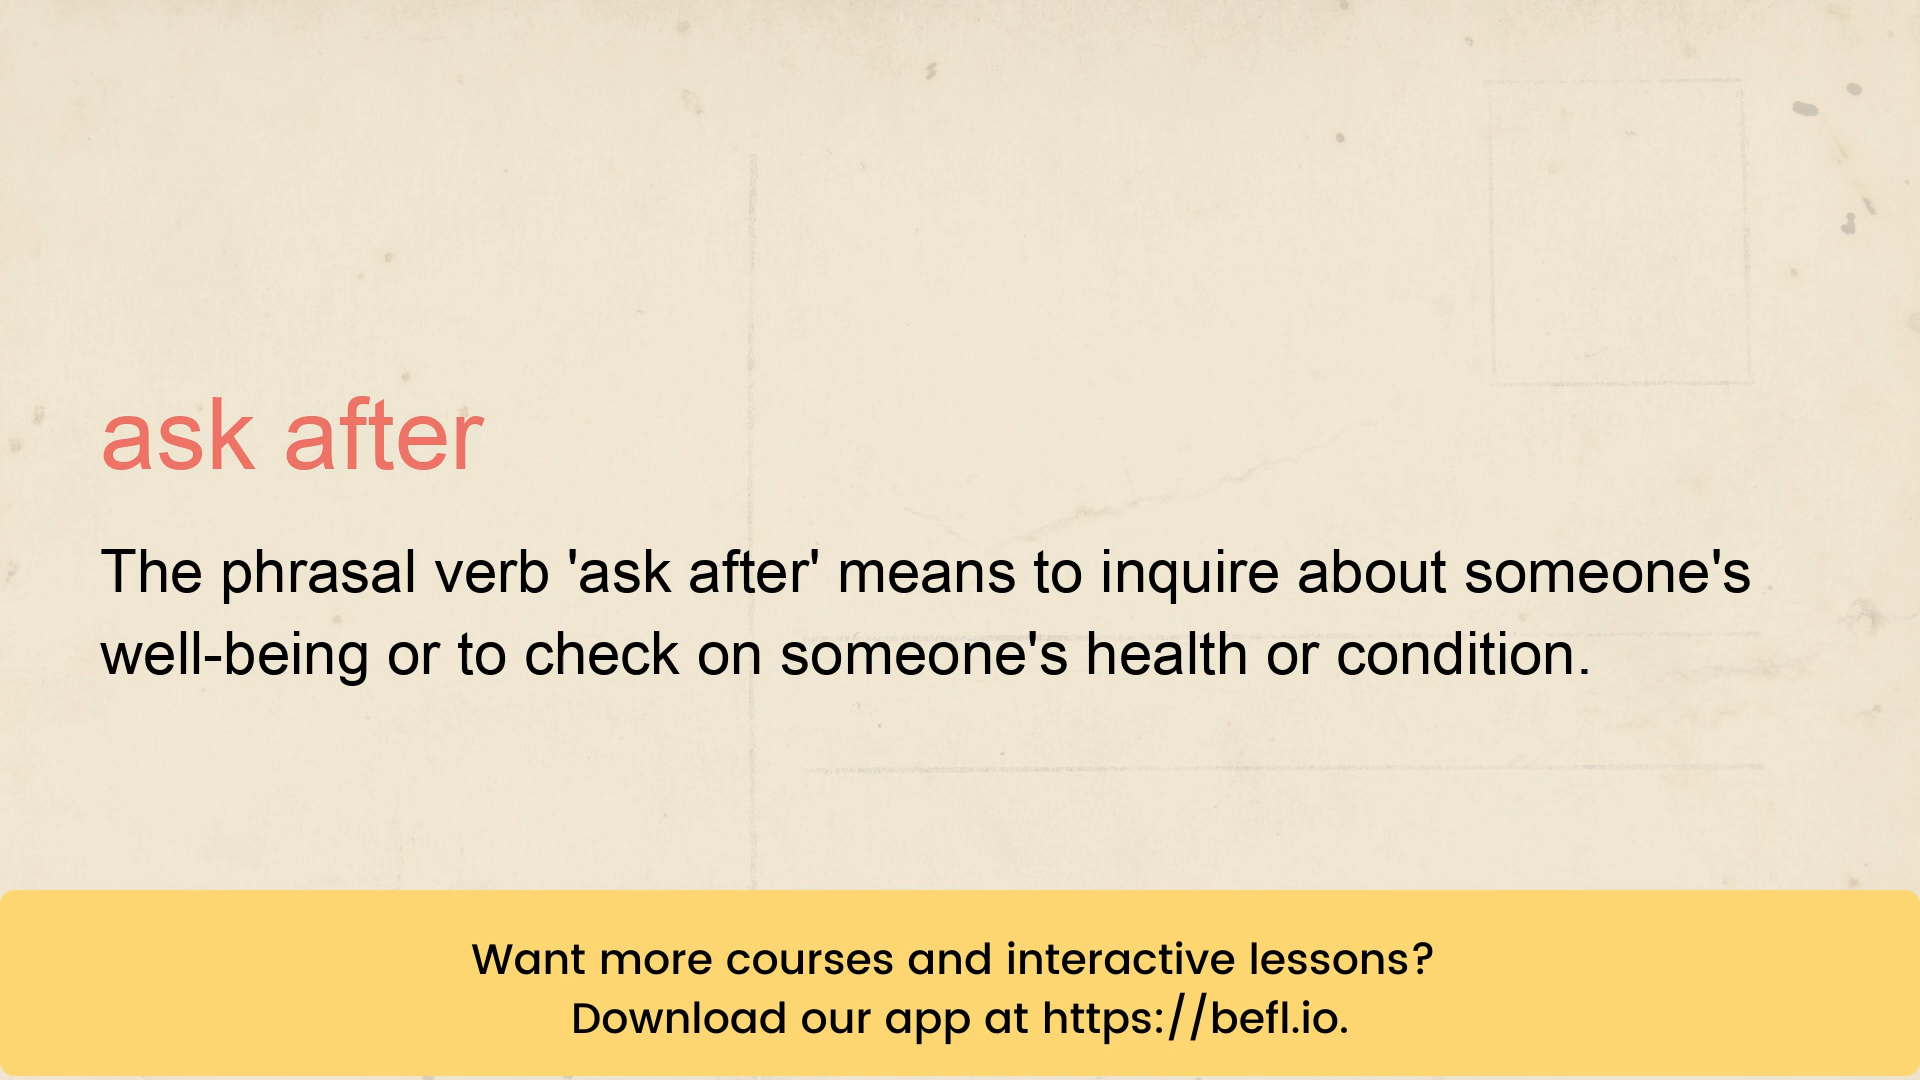 ask after
The phrasal verb 'ask after' means to inquire about someone's
well-being or to check on someone's health or condition.
Want more courses and interactive lessons?
Download our app at https://befl.io.